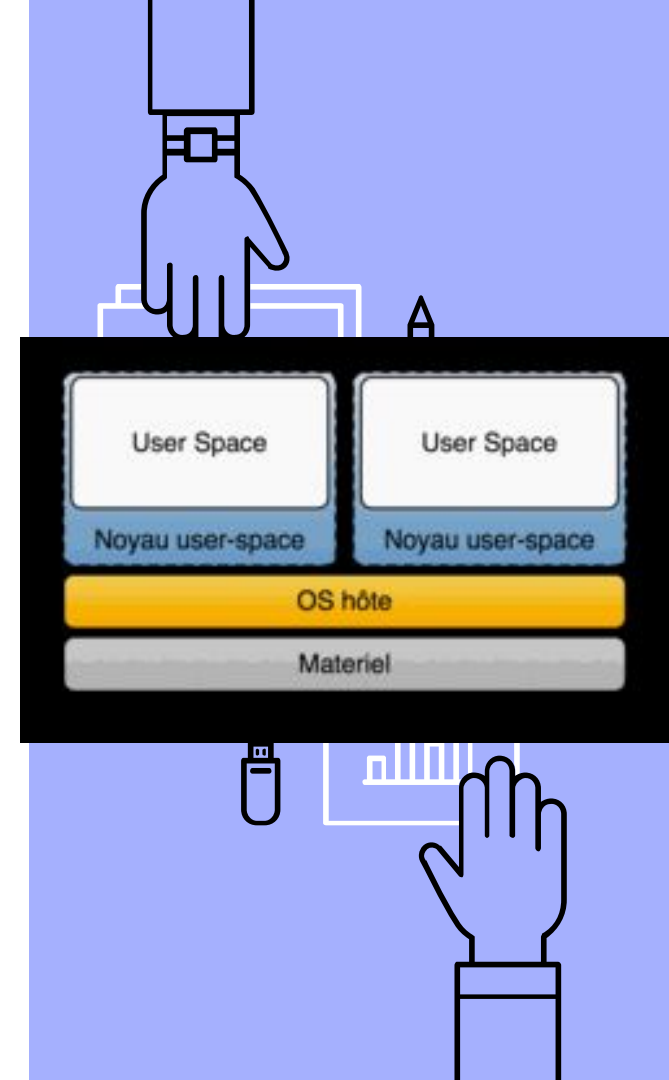 User Space
User Space
Noyau user-space
Noyau user-space
OS hôte
Materiel